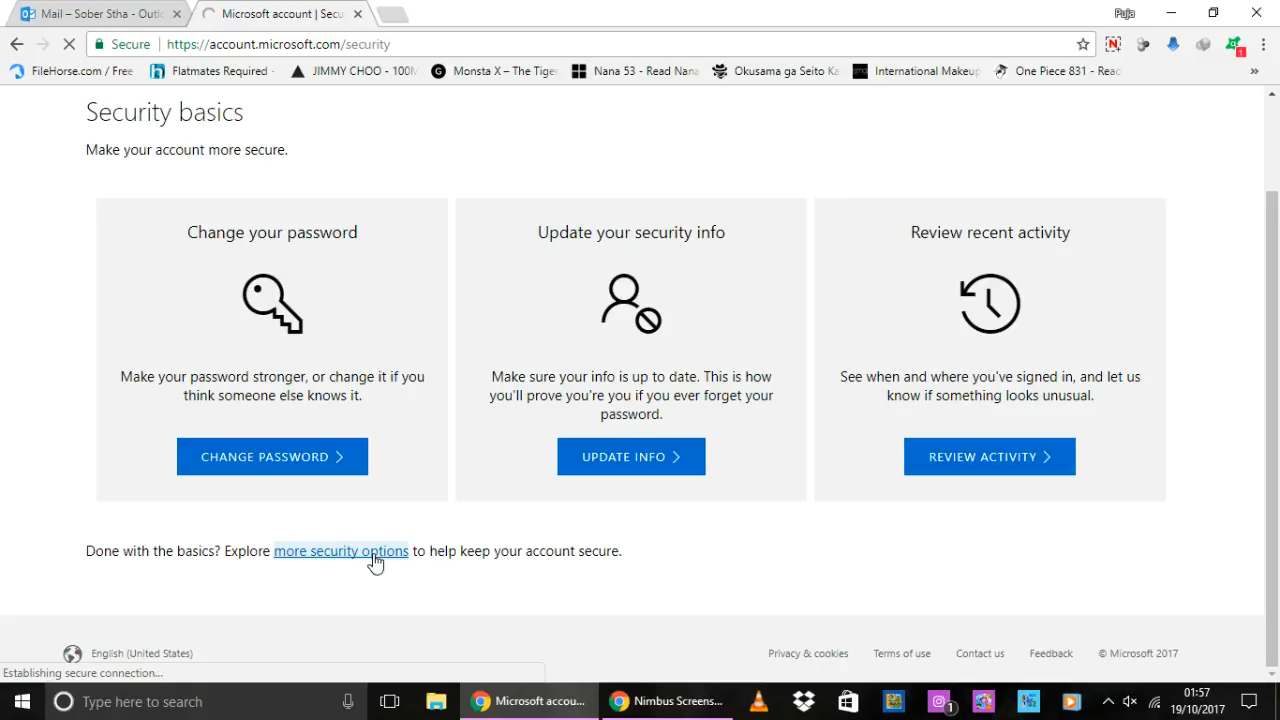 Mail – Sober Stha - Outlo
Microsoft account | Secu
Puja
Secure
https://account.microsoft.com/security
FileHorse.com / Free
Flatmates Required -
JIMMY CHOO - 100M
Monsta X – The Tiger
Nana 53 - Read Nana
Okusama ga Seito Ka
International Makeup
One Piece 831 - Read
»
Security basics
Make your account more secure.
Change your password
Make your password stronger, or change it if you
think someone else knows it.
CHANGE PASSWORD
Update your security info
Make sure your info is up to date. This is how
you'll prove you're you if you ever forget your
password.
UPDATE INFO
Review recent activity
See when and where you've signed in, and let us
know if something looks unusual.
REVIEW ACTIVITY
Done with the basics? Explore more security options to help keep your account secure.
English (United States)
Privacy & cookies
Terms of use
Contact us
Feedback
© Microsoft 2017
Establishing secure connection...
Type here to search
Microsoft accou...
Nimbus Screens...
1
01:57
19/10/2017